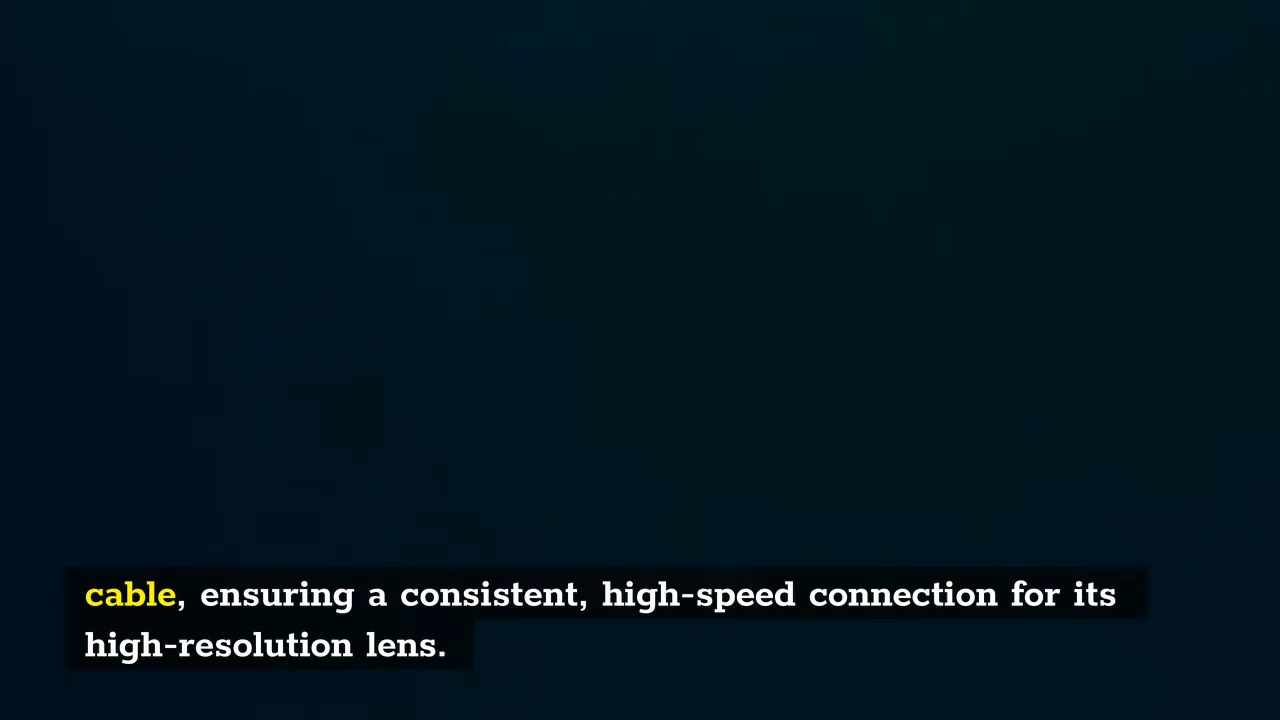 cable, ensuring a consistent, high-speed connection for its
high-resolution lens.